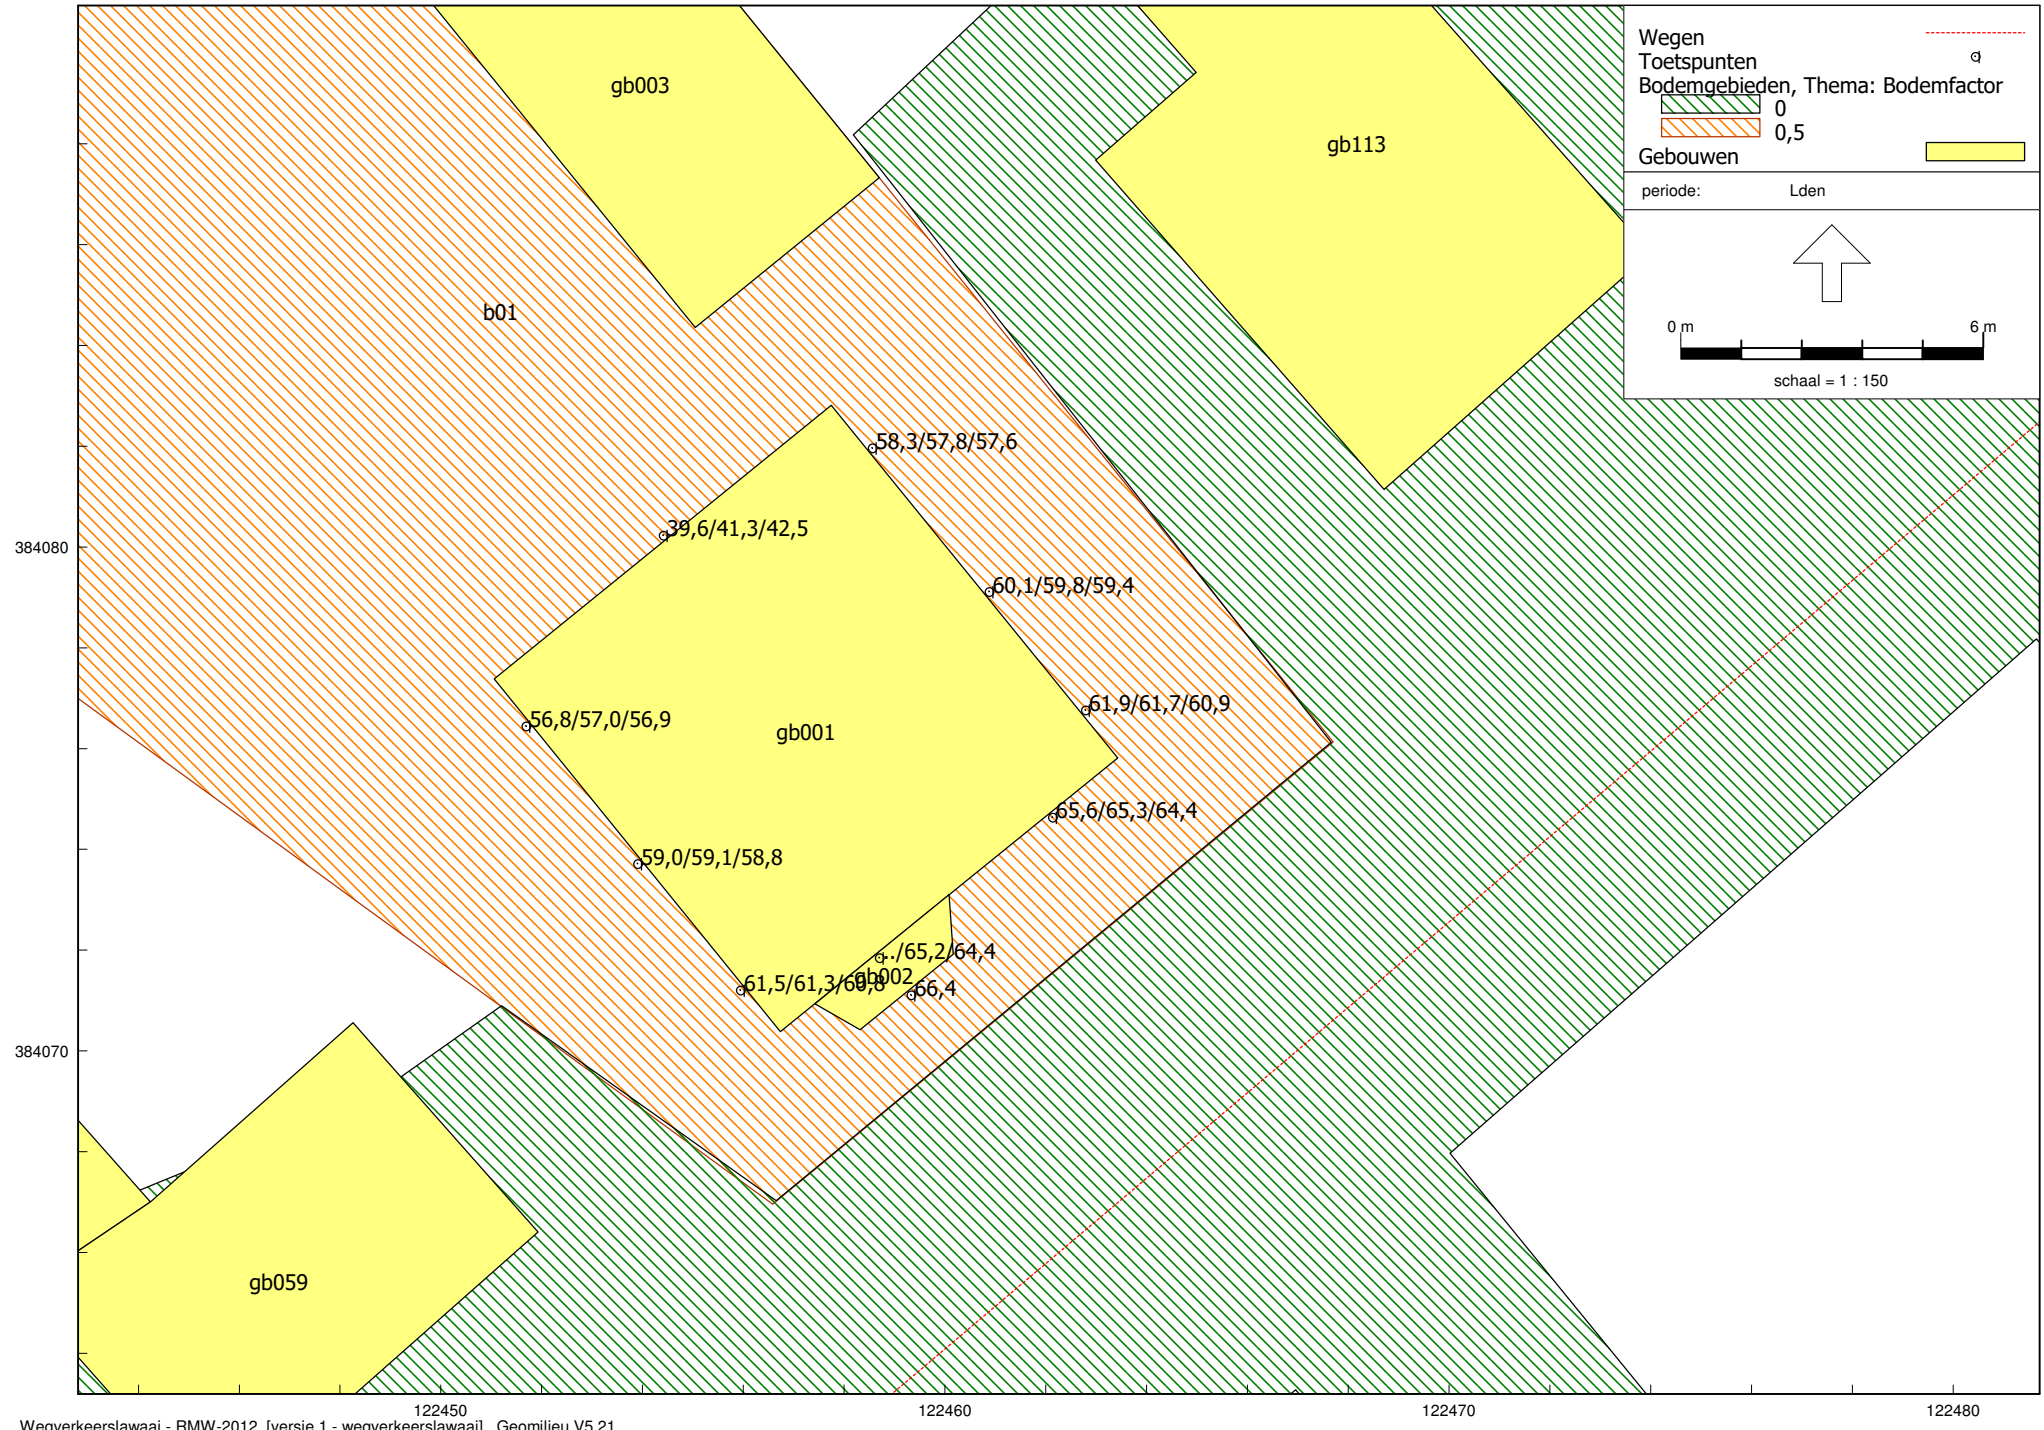 gb003
gb113
b01
Wegen
Toetspunten
Bodemgebieden, Thema: Bodemfactor
0
0,5
Gebouwen
periode: Lden
0 m 6 m
schaal = 1 : 150
58,3/57,8/57,6
39,6/41,3/42,5
384080
60,1/59,8/59,4
61,9/61,7/60,9
56,8/57,0/56,9
gb001
65,6/65,3/64,4
59,0/59,1/58,8
../65,2/64,4
gb002
61,5/61,3/60,8
66,4
384070
gb059
122450 122460 122470 122480
Wegverkeerslawaai - RMW-2012, [versie 1 - wegverkeerslawaai] , Geomilieu V5.21